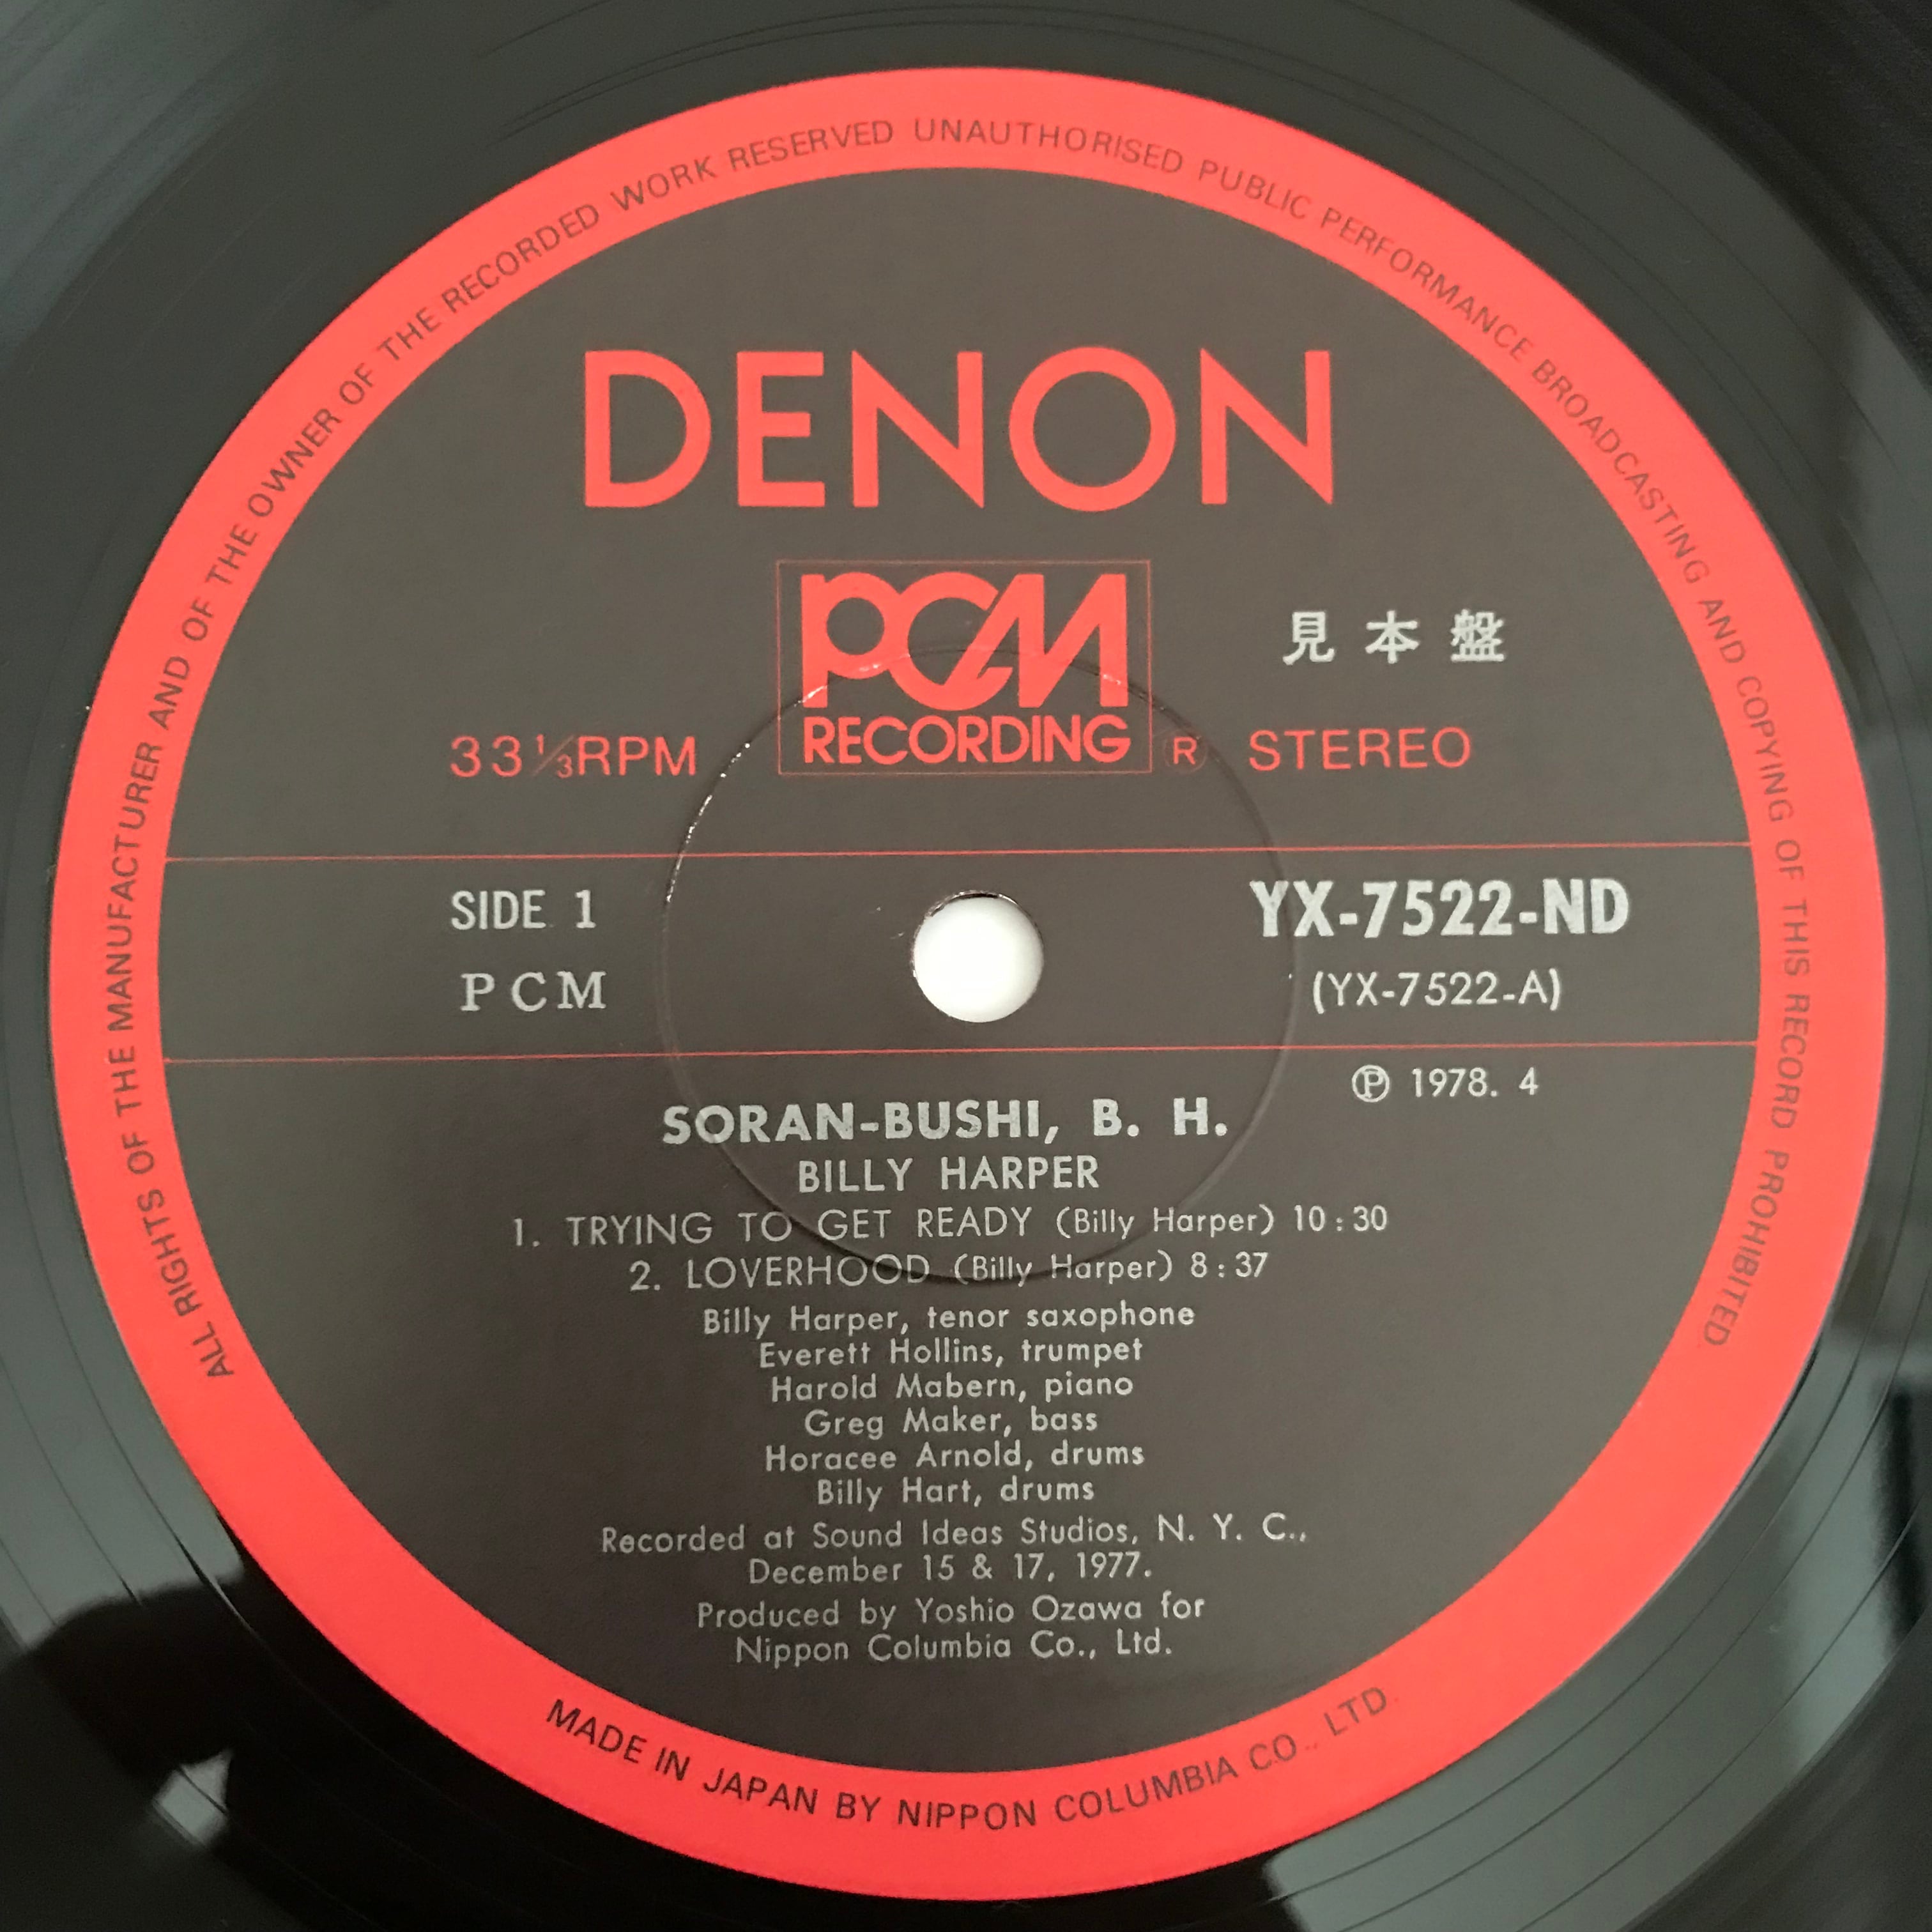 ALL RIGHTS OF THE MANUFACTURER AND OF THE OWNER OF THE RECORDED WORK RESERVED UNAUTHORISED PUBLIC PERFORMANCE BROADCASTING AND COPYING OF THIS RECORD PROHIBITED
DENON
PCM
RECORDING
見本盤
33⅓RPM Ⓡ STEREO
SIDE 1 YX-7522-ND
PCM (YX-7522-A)
℗ 1978. 4
SORAN-BUSHI, B. H.
BILLY HARPER
1. TRYING TO GET READY (Billy Harper) 10:30
2. LOVERHOOD (Billy Harper) 8:37
Billy Harper, tenor saxophone
Everett Hollins, trumpet
Harold Mabern, piano
Greg Maker, bass
Horacee Arnold, drums
Billy Hart, drums
Recorded at Sound Ideas Studios, N. Y. C.,
December 15 & 17, 1977.
Produced by Yoshio Ozawa for
Nippon Columbia Co., Ltd.
MADE IN JAPAN BY NIPPON COLUMBIA CO., LTD.